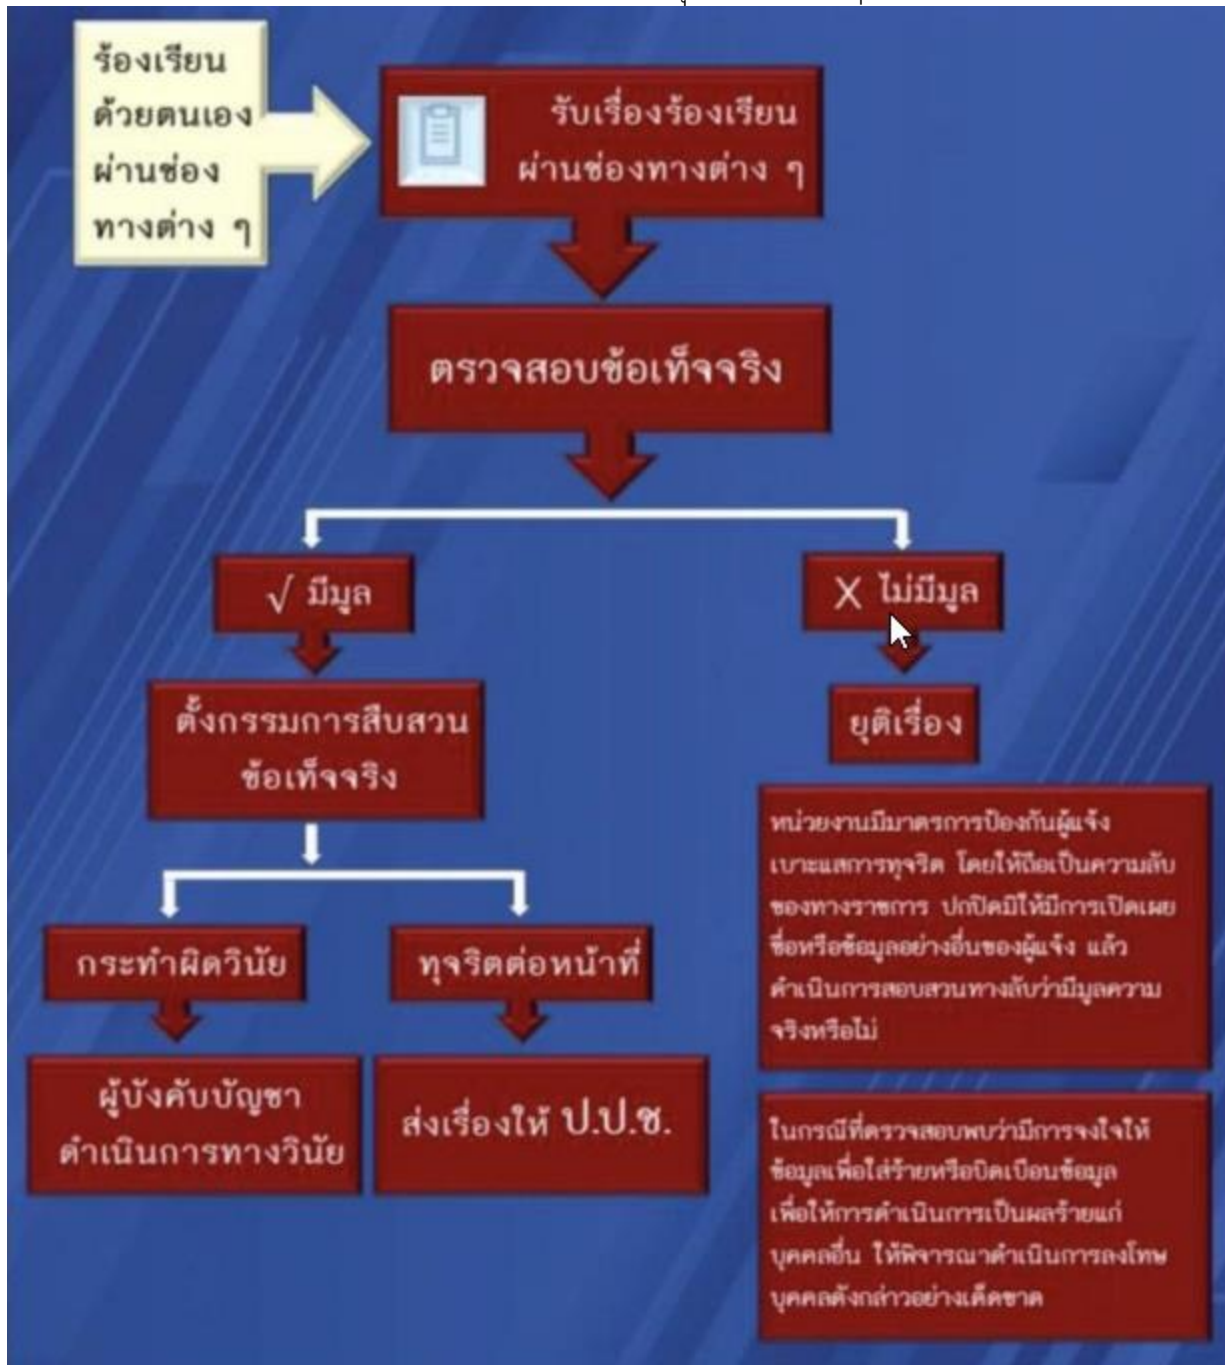 ร้องเรียน
ด้วยตนเอง
ผ่านช่อง
ทางต่าง ๆ
รับเรื่องร้องเรียน
ผ่านช่องทางต่าง ๆ
ตรวจสอบข้อเท็จจริง
√ มีมูล
X ไม่มีมูล
ตั้งกรรมการสืบสวน
ข้อเท็จจริง
ยุติเรื่อง
กระทำผิดวินัย
ทุจริตต่อหน้าที่
ผู้บังคับบัญชา
ดำเนินการทางวินัย
ส่งเรื่องให้ ป.ป.ช.
หน่วยงานมีมาตรการป้องกันผู้แจ้ง
เบาะแสการทุจริต โดยให้ถือเป็นความลับ
ของทางราชการ ปกปิดมิให้มีการเปิดเผย
ชื่อหรือข้อมูลอย่างอื่นของผู้แจ้ง แล้ว
ดำเนินการสอบสวนทางลับว่ามีมูลความ
จริงหรือไม่
ในกรณีที่ตรวจสอบพบว่ามีการจงใจให้
ข้อมูลเพื่อใส่ร้ายหรือบิดเบือนข้อมูล
เพื่อให้การดำเนินการเป็นผลร้ายแก่
บุคคลอื่น ให้พิจารณาดำเนินการลงโทษ
บุคคลดังกล่าวอย่างเด็ดขาด